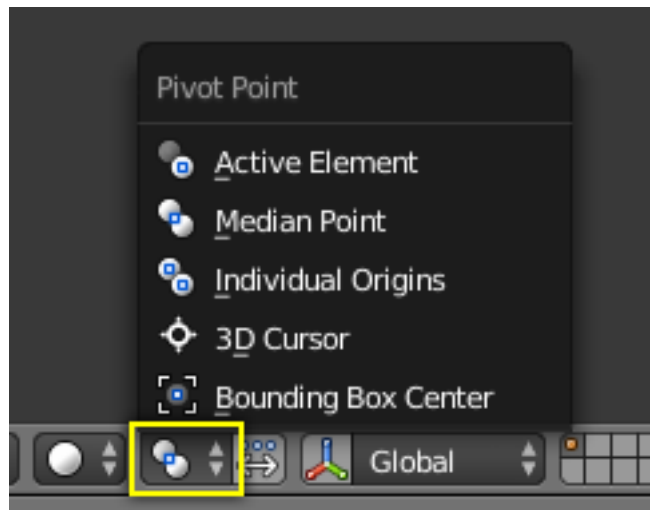 Pivot Point
Active Element
Median Point
Individual Origins
3D Cursor
Bounding Box Center
Global